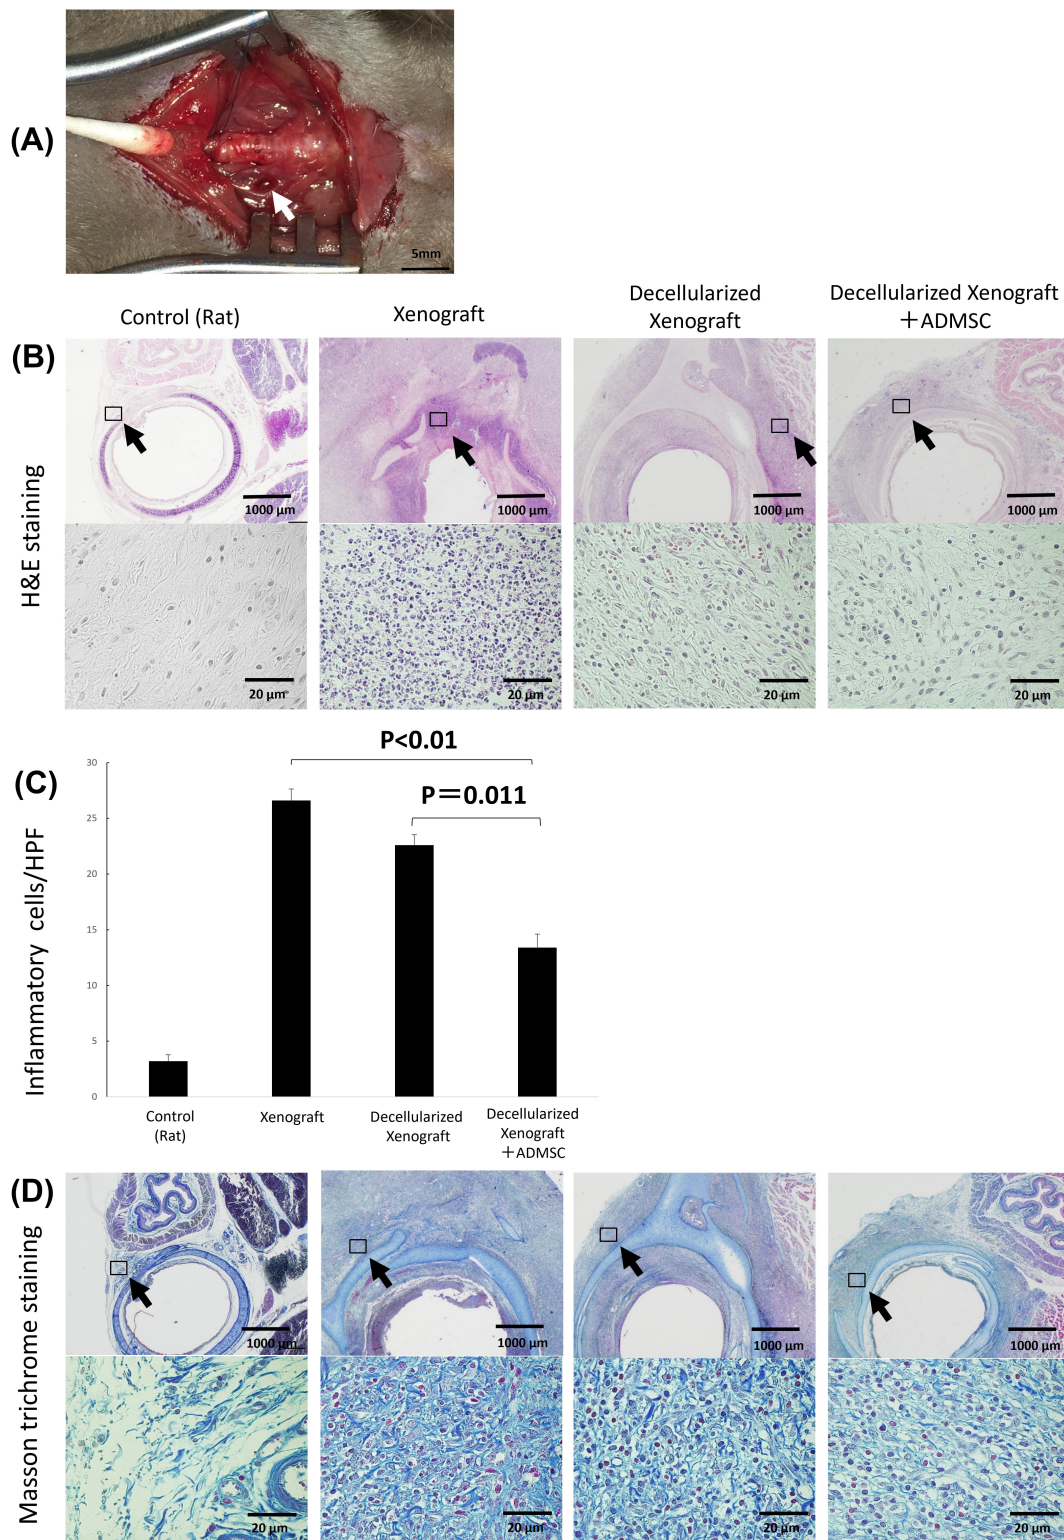 (A)
5mm
Control (Rat)
Xenograft
Decellularized
Xenograft
Decellularized Xenograft
+ADMSC
(B)
H&E staining
1000 µm
1000 µm
1000 µm
1000 µm
20 µm
20 µm
20 µm
20 µm
(C)
P<0.01
P=0.011
Inflammatory cells/HPF
30
25
20
15
10
5
0
Control
(Rat)
Xenograft
Decellularized
Xenograft
Decellularized
Xenograft
+ADMSC
(D)
Masson trichrome staining
1000 µm
1000 µm
1000 µm
1000 µm
20 µm
20 µm
20 µm
20 µm